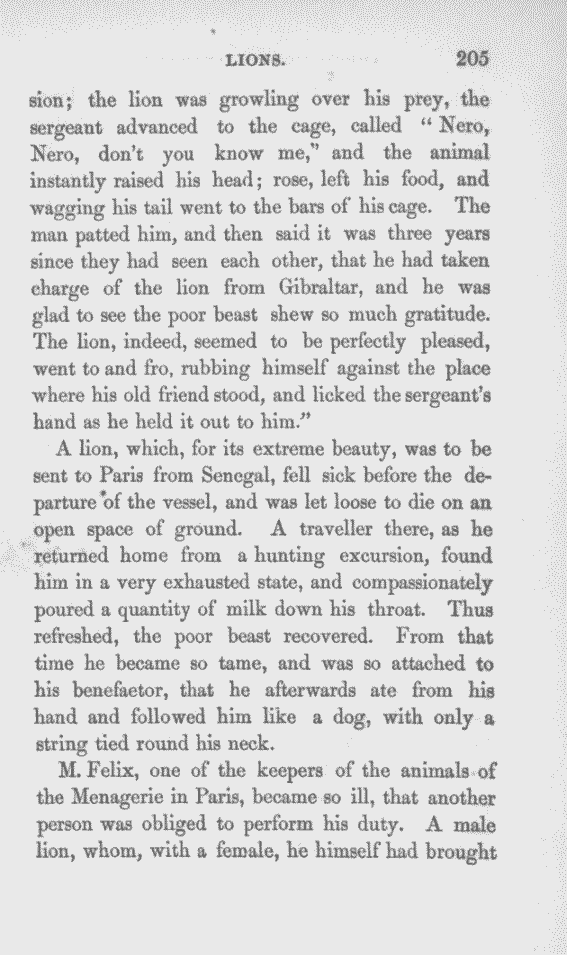 LIONS. 205
sion; the lion was growling over his prey, the
sergeant advanced to the cage, called “ Nero,
Nero, don't you know me,” and the animal
instantly raised his head; rose, left his food, and
wagging his tail went to the bars of his cage. The
man patted him, and then said it was three years
since they had seen each other, that he had taken
charge of the lion from Gibraltar, and he was
glad to see the poor beast shew so much gratitude.
The lion, indeed, seemed to be perfectly pleased,
went to and fro, rubbing himself against the place
where his old friend stood, and licked the sergeant's
hand as he held it out to him.”
A lion, which, for its extreme beauty, was to be
sent to Paris from Senegal, fell sick before the de-
parture of the vessel, and was let loose to die on an
open space of ground. A traveller there, as he
returned home from a hunting excursion, found
him in a very exhausted state, and compassionately
poured a quantity of milk down his throat. Thus
refreshed, the poor beast recovered. From that
time he became so tame, and was so attached to
his benefactor, that he afterwards ate from his
hand and followed him like a dog, with only a
string tied round his neck.
M. Felix, one of the keepers of the animals of
the Menagerie in Paris, became so ill, that another
person was obliged to perform his duty. A male
lion, whom, with a female, he himself had brought